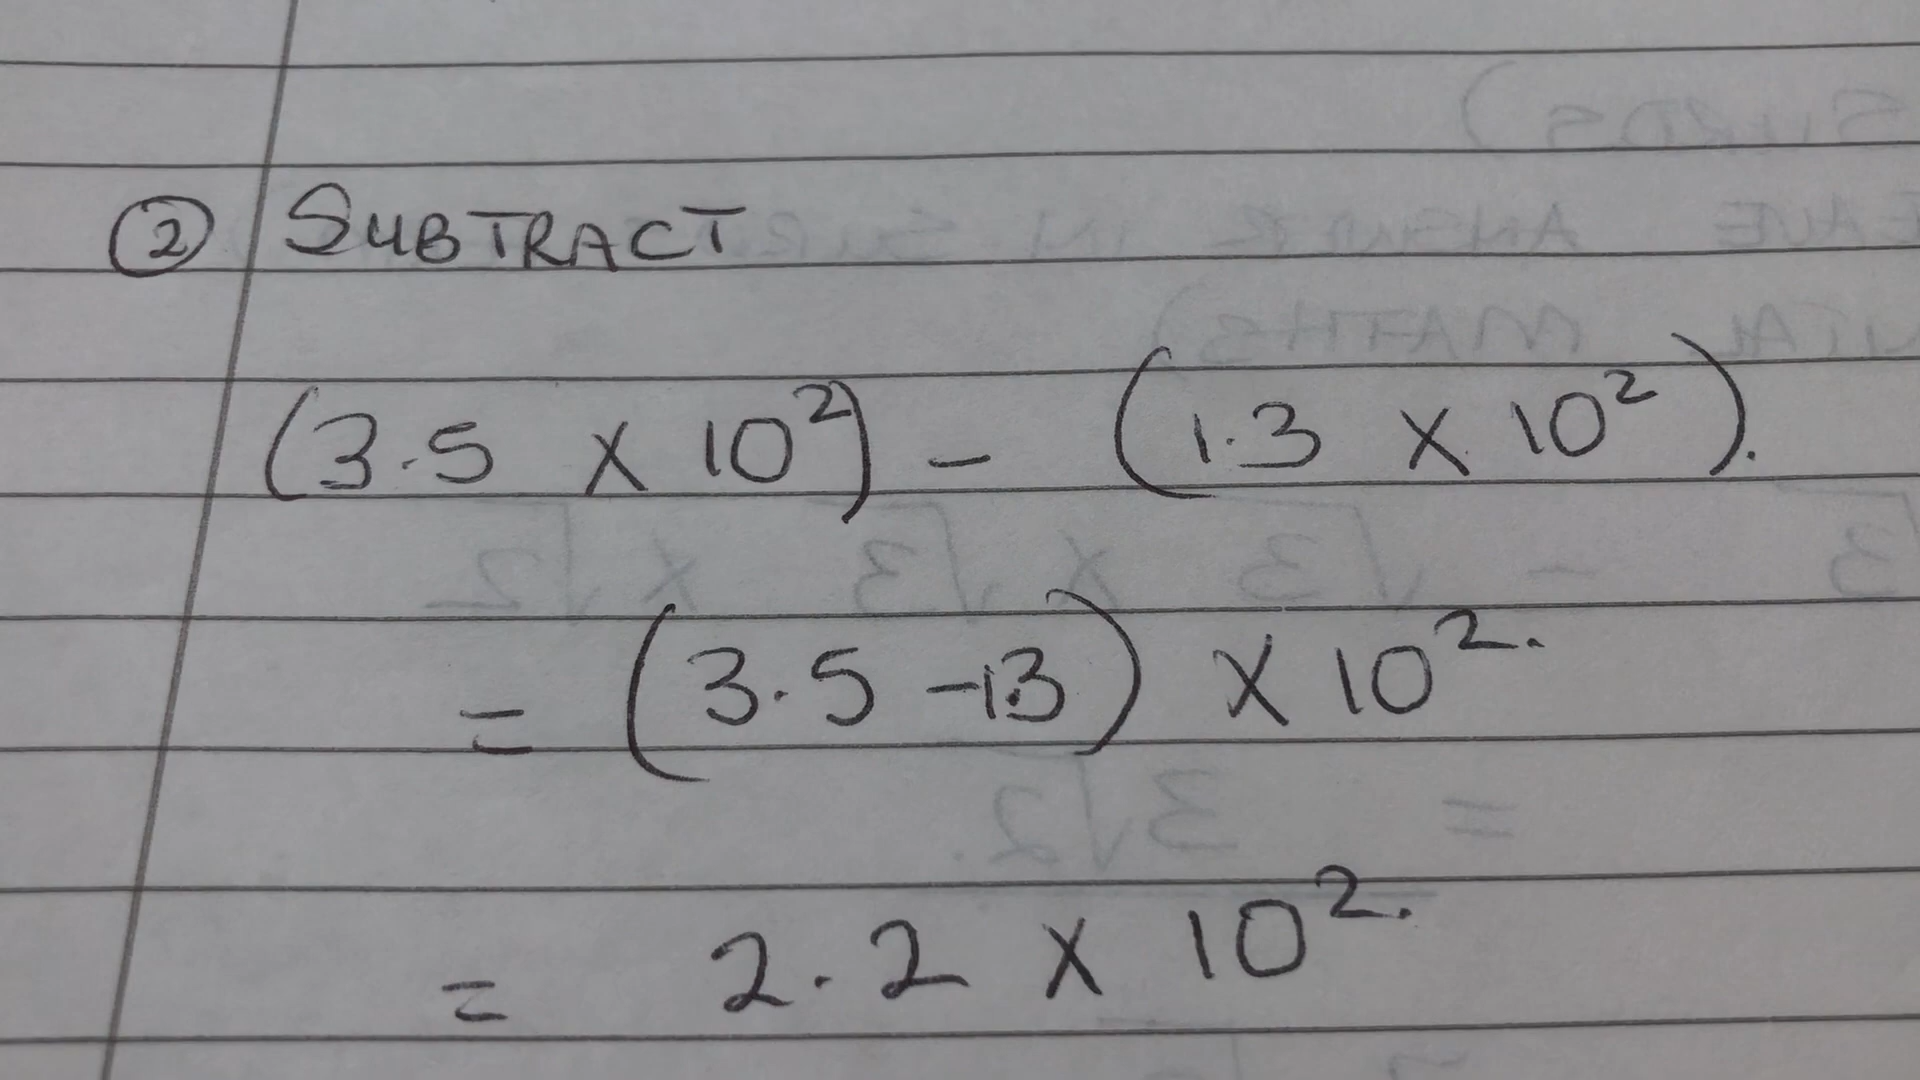 ② SUBTRACT
(3.5 × 10²) - (1.3 × 10²).
= (3.5 - 1.3) × 10².
= 2.2 × 10².